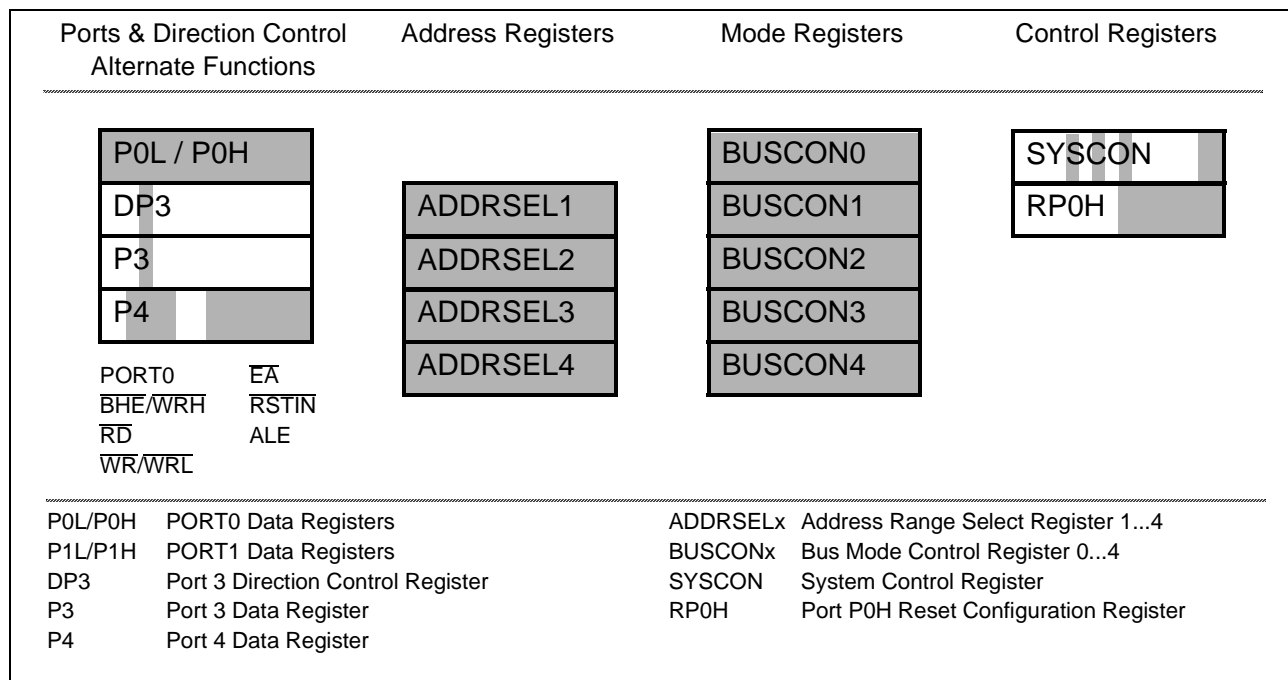 Ports & Direction Control Alternate Functions
Address Registers
Mode Registers
Control Registers
P0L / P0H
DP3
P3
P4
ADDRSEL1
ADDRSEL2
ADDRSEL3
ADDRSEL4
BUSCON0
BUSCON1
BUSCON2
BUSCON3
BUSCON4
SYSCON
RP0H
PORT0 EA
BHE/WRH RSTIN
RD ALE
WR/WRL
P0L/P0H PORT0 Data Registers
P1L/P1H PORT1 Data Registers
DP3 Port 3 Direction Control Register
P3 Port 3 Data Register
P4 Port 4 Data Register
ADDRSELx Address Range Select Register 1...4
BUSCONx Bus Mode Control Register 0...4
SYSCON System Control Register
RP0H Port P0H Reset Configuration Register